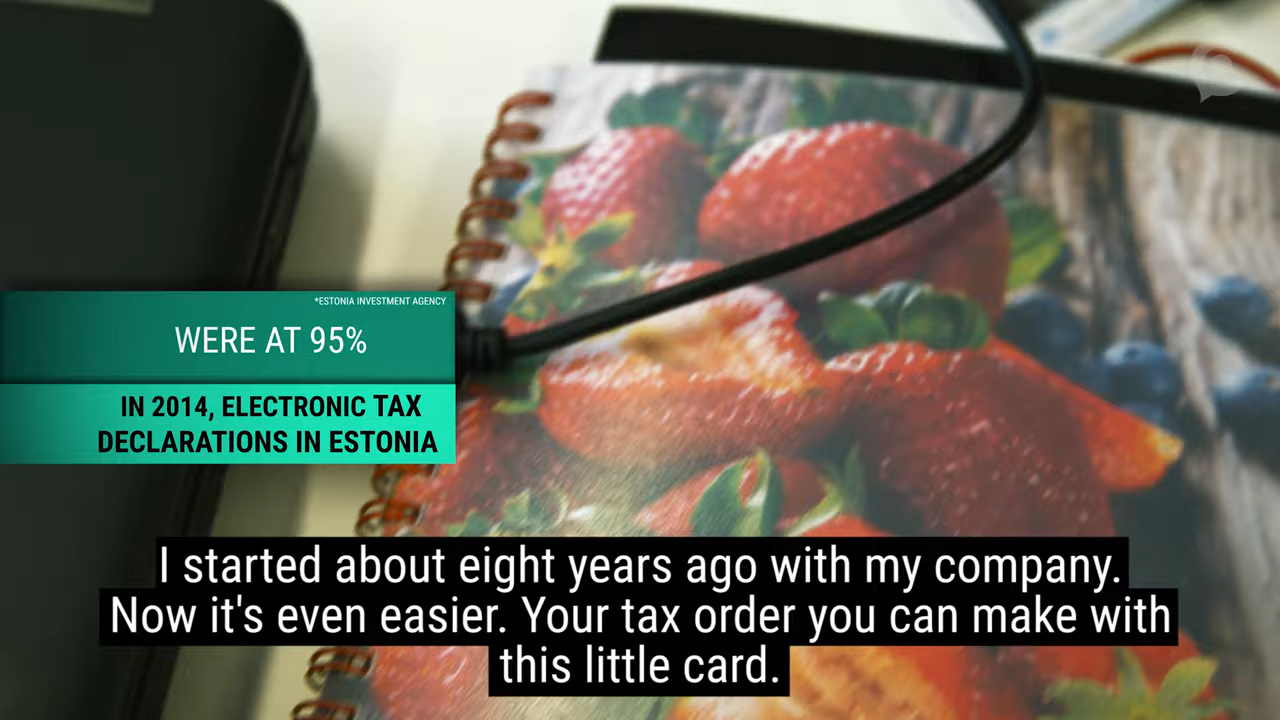 *ESTONIA INVESTMENT AGENCY
WERE AT 95%
IN 2014, ELECTRONIC TAX
DECLARATIONS IN ESTONIA
I started about eight years ago with my company.
Now it's even easier. Your tax order you can make with
this little card.